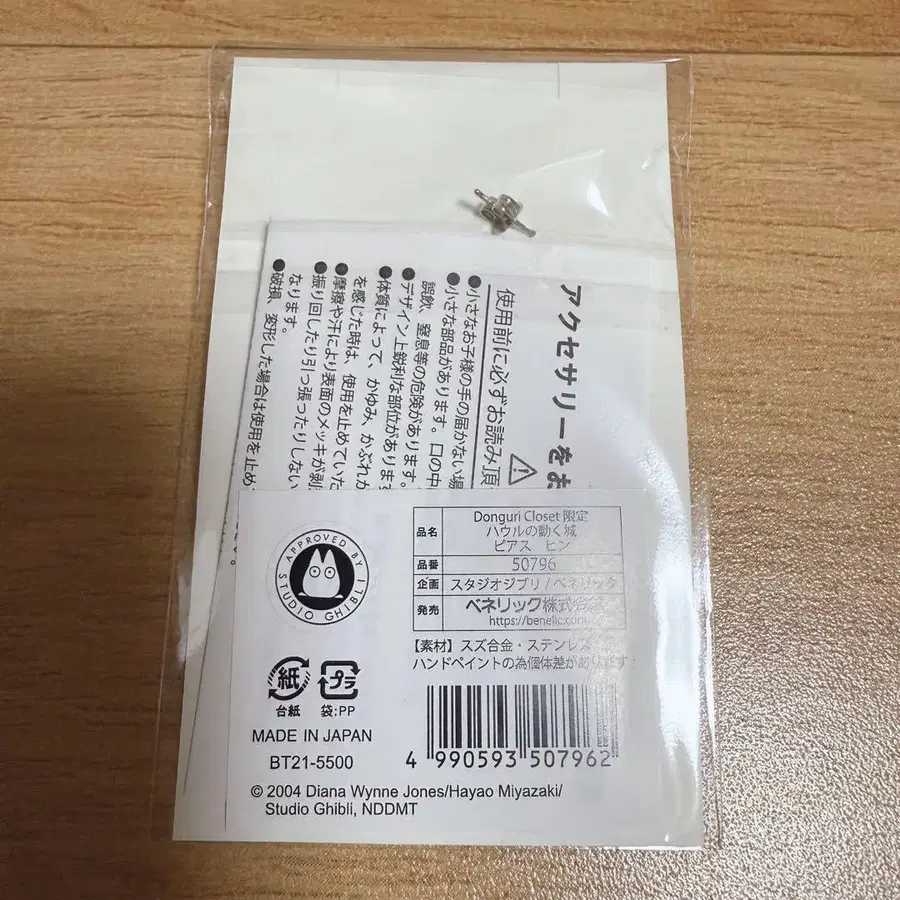 アクセサリーをお
使用前に必ずお読み頂
●小さなお子様の手の届かない場
●小さな部品があります。口の中
誤飲、窒息等の危険があります。
●デザイン上鋭利な部位があります
●体質によって、かゆみ、かぶれが
を感じた時は、使用を止めていた
●摩擦や汗により表面のメッキが剥
●振り回したり引っ張ったりしない
なります。
●破損、変形した場合は使用を止め
APPROVED BY
STUDIO GHIBLI
品名 Donguri Closet 限定
ハウルの動く城
ピアス ヒン
品番 50796
企画 スタジオジブリ / ベネリック
発売 ベネリック株式会
https://benelic.com
【素材】スズ合金・ステンレス
ハンドペイントの為個体差があります
紙 プラ
台紙 袋:PP
MADE IN JAPAN
BT21-5500
4 990593 507962
© 2004 Diana Wynne Jones/Hayao Miyazaki/
Studio Ghibli, NDDMT